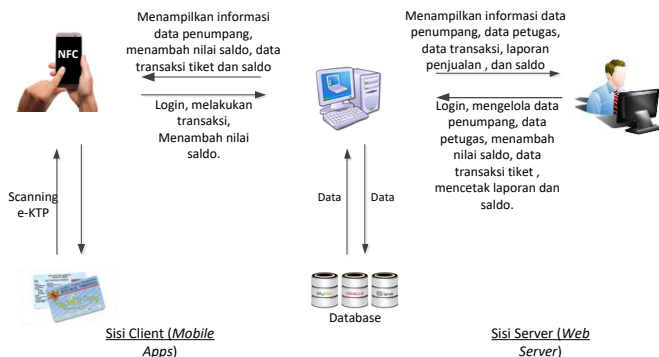 Menampilkan informasi
data penumpang,
menambah nilai saldo, data
transaksi tiket dan saldo
Menampilkan informasi data
penumpang, data petugas,
data transaksi, laporan
penjualan , dan saldo
NFC
Login, melakukan
transaksi,
Menambah nilai
saldo.
Login, mengelola data
penumpang, data
petugas, menambah
nilai saldo, data
transaksi tiket ,
mencetak laporan dan
saldo.
Scanning
e-KTP
Data
Data
MySQL
ORACLE
SQLServer
Database
Sisi Client (Mobile
Apps)
Sisi Server (Web
Server)